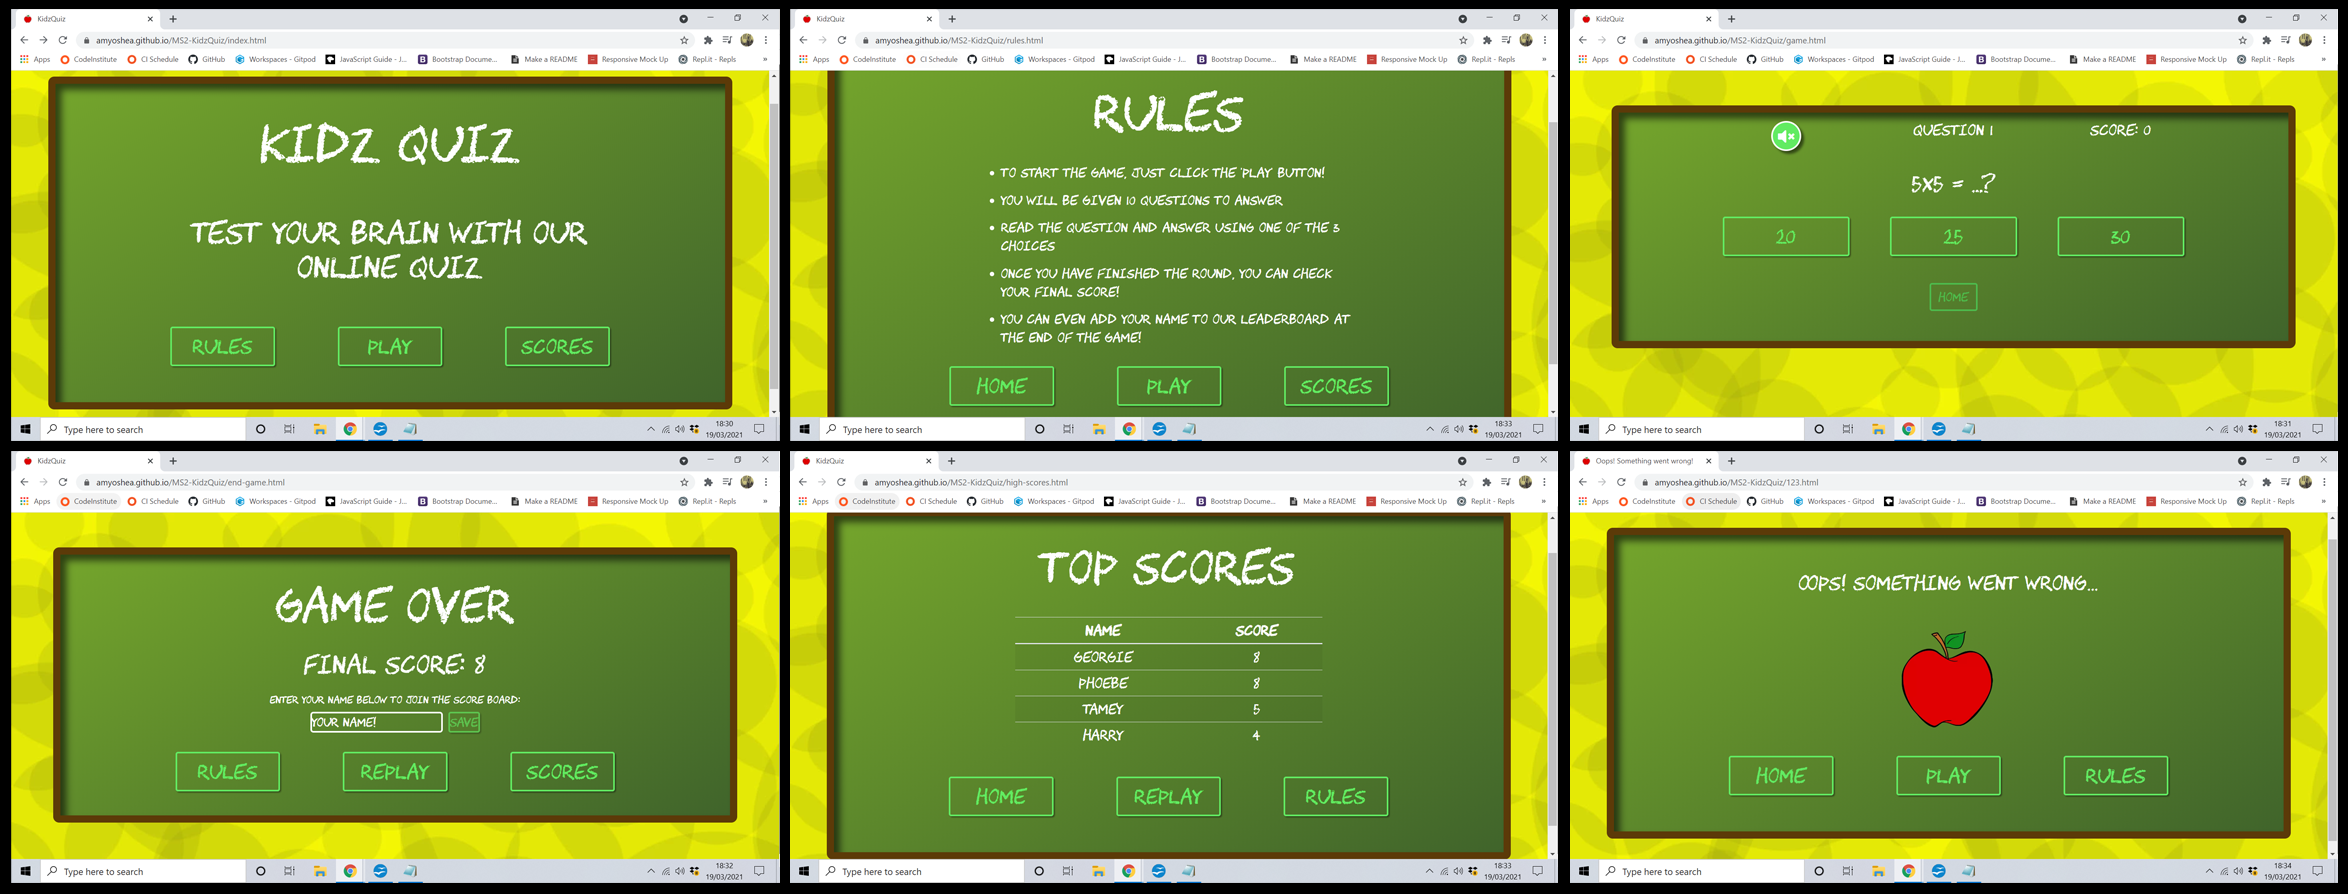 KidzQuiz
amyoshea.github.io/MS2-KidzQuiz/index.html
Apps CodeInstitute CI Schedule GitHub Workspaces - Gitpod JavaScript Guide - J... Bootstrap Docume... Make a README Responsive Mock Up Repl.it - Repls »
KIDZ QUIZ
TEST YOUR BRAIN WITH OUR
ONLINE QUIZ
RULES PLAY SCORES
Type here to search
18:30
19/03/2021
KidzQuiz
amyoshea.github.io/MS2-KidzQuiz/rules.html
Apps CodeInstitute CI Schedule GitHub Workspaces - Gitpod JavaScript Guide - J... Bootstrap Docume... Make a README Responsive Mock Up Repl.it - Repls »
RULES
• TO START THE GAME, JUST CLICK THE 'PLAY BUTTON!
• YOU WILL BE GIVEN 10 QUESTIONS TO ANSWER
• READ THE QUESTION AND ANSWER USING ONE OF THE 3
CHOICES
• ONCE YOU HAVE FINISHED THE ROUND, YOU CAN CHECK
YOUR FINAL SCORE!
• YOU CAN EVEN ADD YOUR NAME TO OUR LEADERBOARD AT
THE END OF THE GAME!
HOME PLAY SCORES
Type here to search
18:33
19/03/2021
KidzQuiz
amyoshea.github.io/MS2-KidzQuiz/game.html
Apps CodeInstitute CI Schedule GitHub Workspaces - Gitpod JavaScript Guide - J... Bootstrap Docume... Make a README Responsive Mock Up Repl.it - Repls »
QUESTION 1 SCORE: 0
5X5 = ...?
20 25 30
HOME
Type here to search
18:31
19/03/2021
KidzQuiz
amyoshea.github.io/MS2-KidzQuiz/end-game.html
Apps CodeInstitute CI Schedule GitHub Workspaces - Gitpod JavaScript Guide - J... Bootstrap Docume... Make a README Responsive Mock Up Repl.it - Repls »
GAME OVER
FINAL SCORE: 8
ENTER YOUR NAME BELOW TO JOIN THE SCORE BOARD:
YOUR NAME! SAVE
RULES REPLAY SCORES
Type here to search
18:32
19/03/2021
KidzQuiz
amyoshea.github.io/MS2-KidzQuiz/high-scores.html
Apps CodeInstitute CI Schedule GitHub Workspaces - Gitpod JavaScript Guide - J... Bootstrap Docume... Make a README Responsive Mock Up Repl.it - Repls »
TOP SCORES
NAME SCORE
GEORGIE 8
PHOEBE 8
TAMEY 5
HARRY 4
HOME REPLAY RULES
Type here to search
18:33
19/03/2021
Oops! Something went wrong!
amyoshea.github.io/MS2-KidzQuiz/123.html
Apps CodeInstitute CI Schedule GitHub Workspaces - Gitpod JavaScript Guide - J... Bootstrap Docume... Make a README Responsive Mock Up Repl.it - Repls »
OOPS! SOMETHING WENT WRONG...
HOME PLAY RULES
Type here to search
18:34
19/03/2021